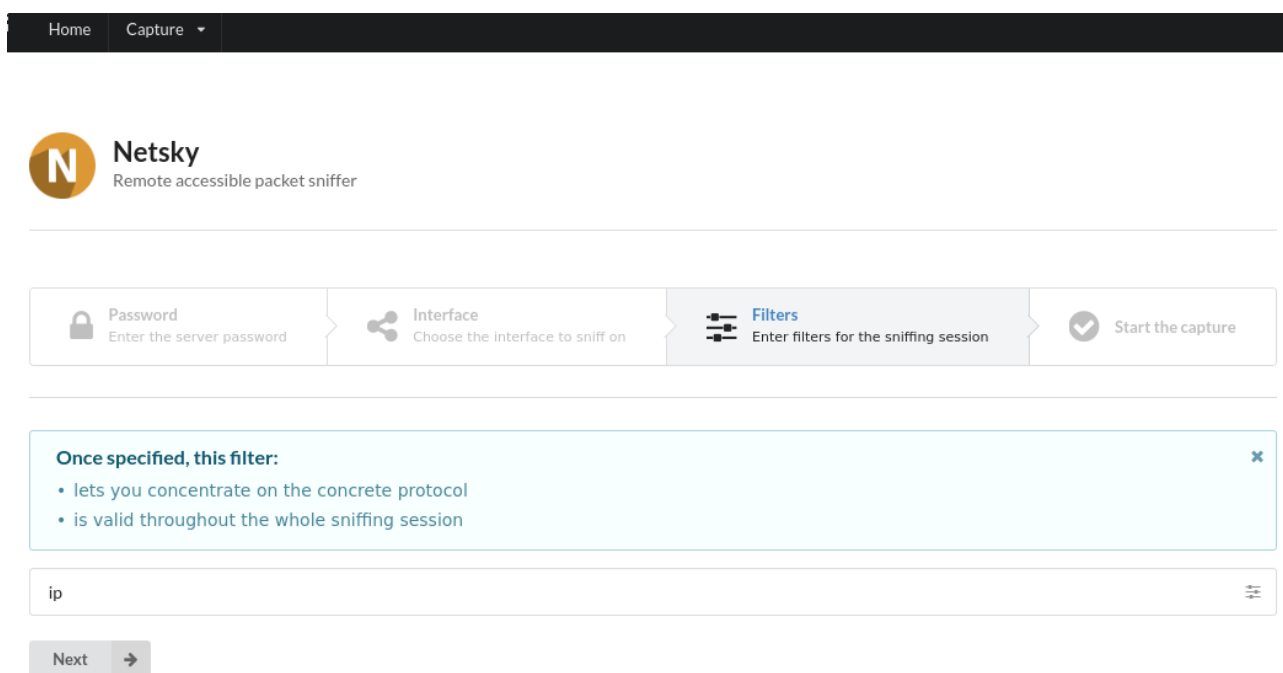 Home Capture
N
Netsky
Remote accessible packet sniffer
Password
Enter the server password
Interface
Choose the interface to sniff on
Filters
Enter filters for the sniffing session
Start the capture
Once specified, this filter:
• lets you concentrate on the concrete protocol
• is valid throughout the whole sniffing session
ip
Next